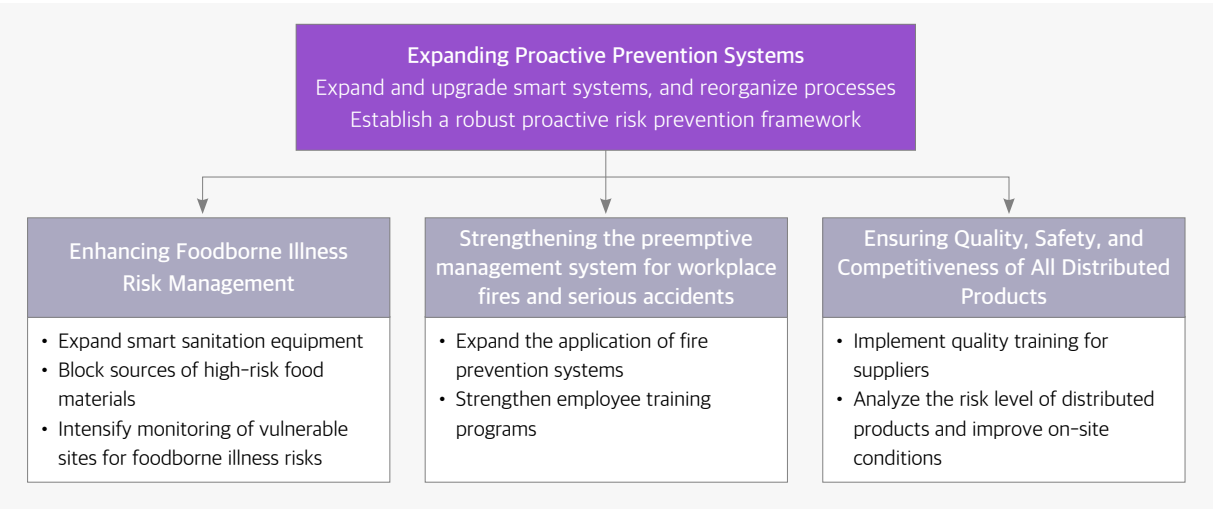 Expanding Proactive Prevention Systems
Expand and upgrade smart systems, and reorganize processes
Establish a robust proactive risk prevention framework
Enhancing Foodborne Illness
Risk Management
• Expand smart sanitation equipment
• Block sources of high-risk food
materials
• Intensify monitoring of vulnerable
sites for foodborne illness risks
Strengthening the preemptive
management system for workplace
fires and serious accidents
• Expand the application of fire
prevention systems
• Strengthen employee training
programs
Ensuring Quality, Safety, and
Competitiveness of All Distributed
Products
• Implement quality training for
suppliers
• Analyze the risk level of distributed
products and improve on-site
conditions